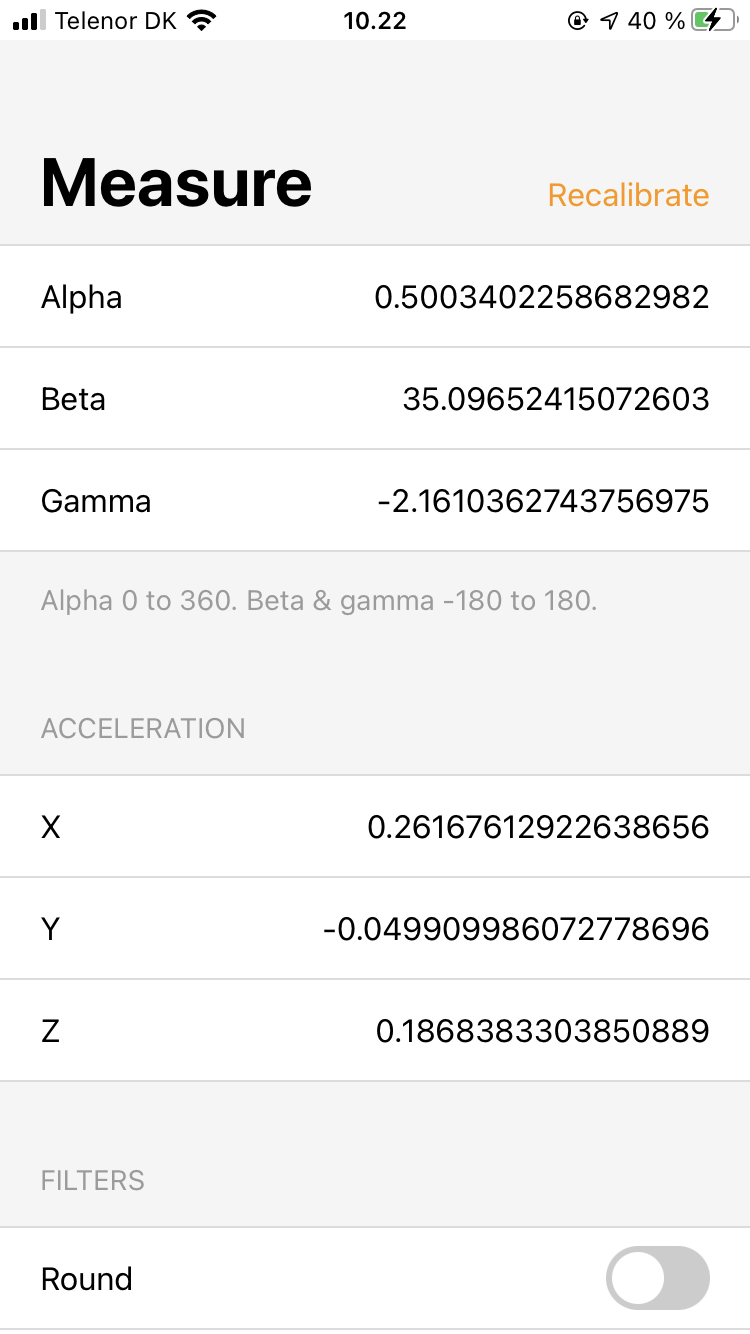 Telenor DK 10.22 40 %
Measure Recalibrate
Alpha 0.5003402258682982
Beta 35.09652415072603
Gamma -2.1610362743756975
Alpha 0 to 360. Beta & gamma -180 to 180.
ACCELERATION
X 0.26167612922638656
Y -0.049909986072778696
Z 0.1868383303850889
FILTERS
Round